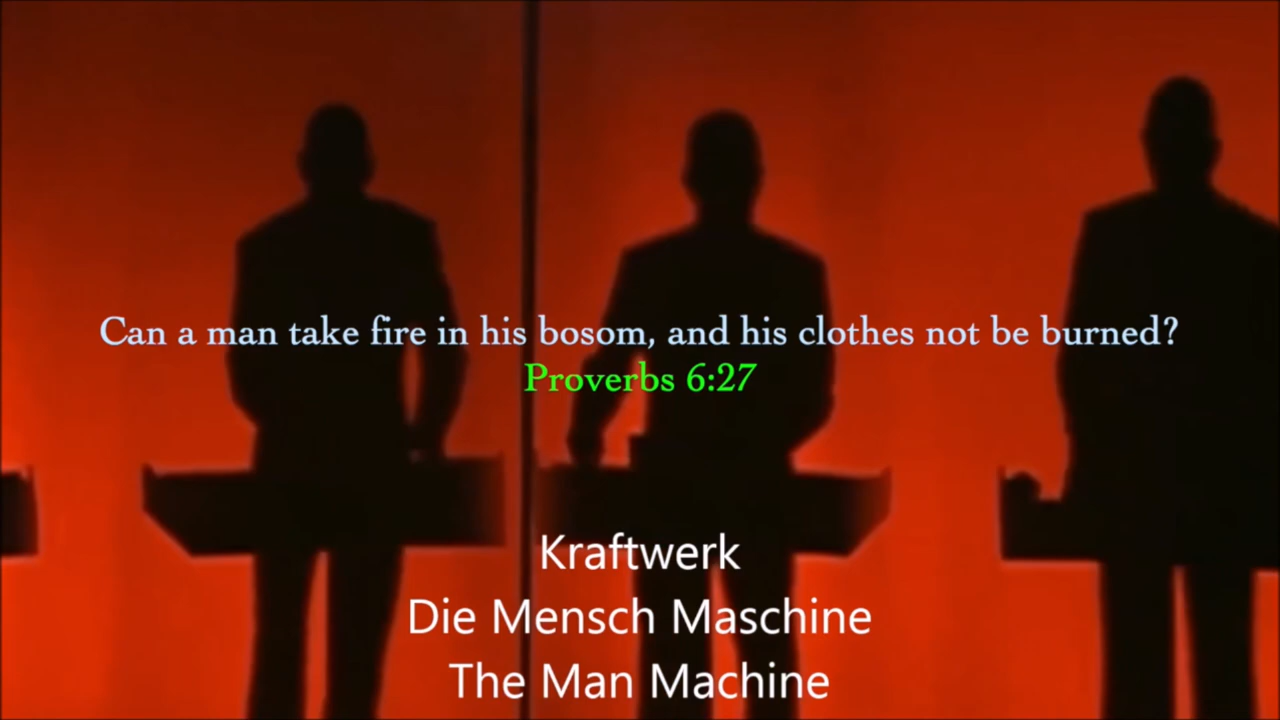 Can a man take fire in his bosom, and his clothes not be burned?
Proverbs 6:27
Kraftwerk
Die Mensch Maschine
The Man Machine